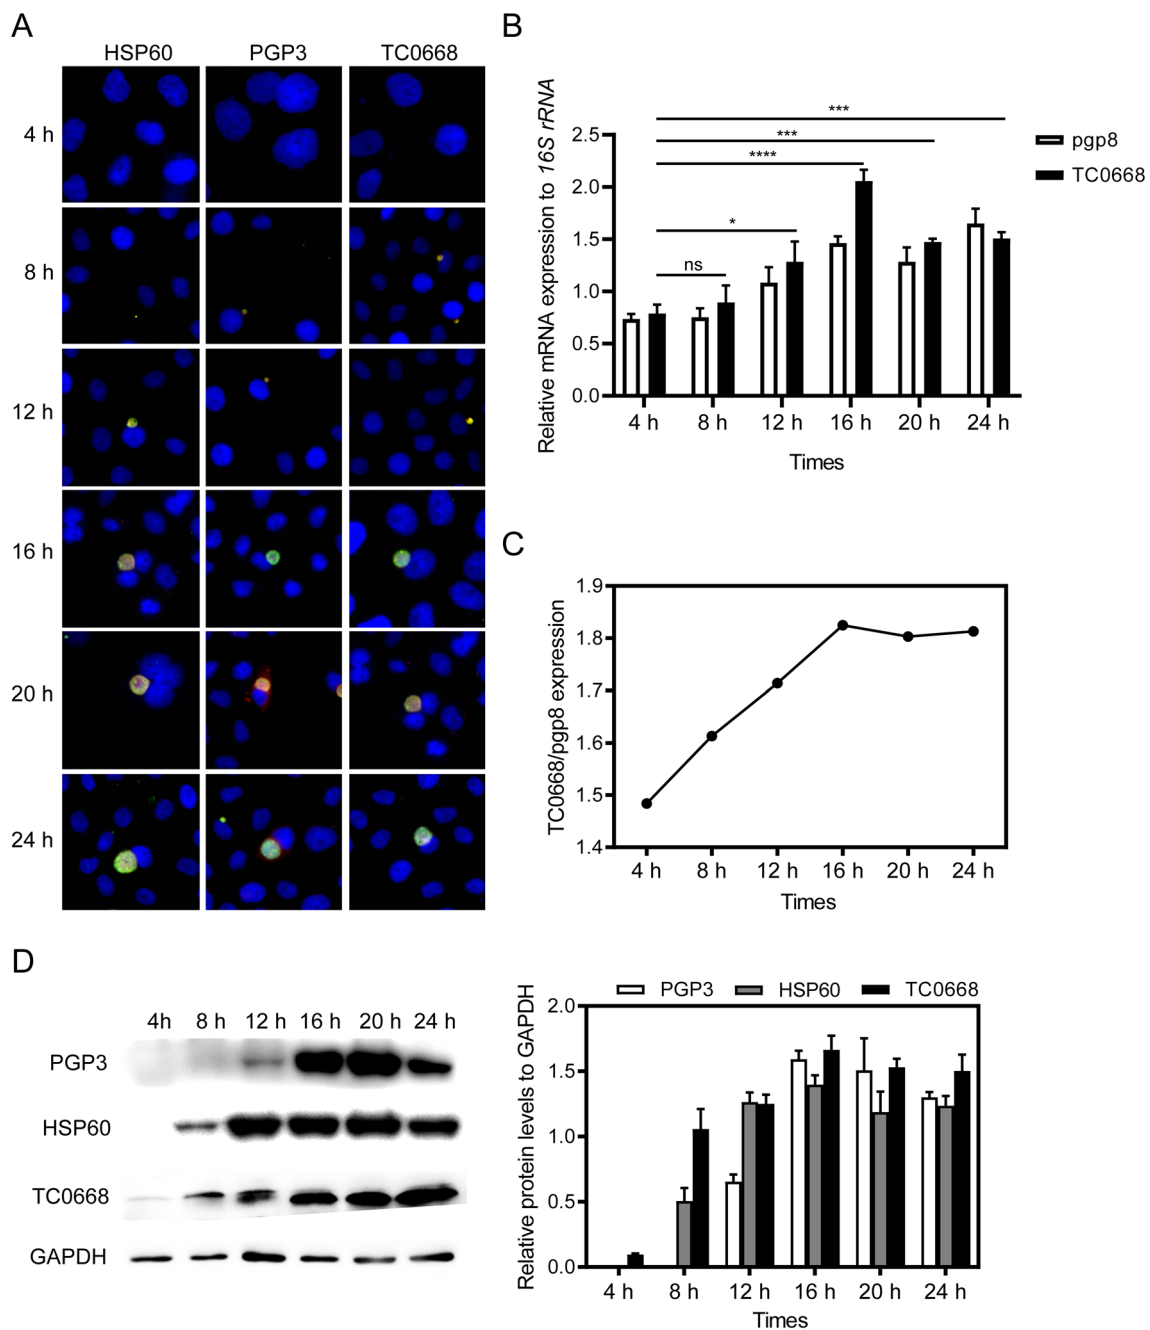 A
HSP60 PGP3 TC0668
4 h
8 h
12 h
16 h
20 h
24 h
B
Relative mRNA expression to 16S rRNA
2.5
2.0
1.5
1.0
0.5
0.0
***
***
****
*
ns
pgp8
TC0668
4 h 8 h 12 h 16 h 20 h 24 h
Times
C
TC0668/pgp8 expression
1.9
1.8
1.7
1.6
1.5
1.4
4 h 8 h 12 h 16 h 20 h 24 h
Times
D
4h 8 h 12 h 16 h 20 h 24 h
PGP3
HSP60
TC0668
GAPDH
PGP3 HSP60 TC0668
Relative protein levels to GAPDH
2.0
1.5
1.0
0.5
0.0
4 h 8 h 12 h 16 h 20 h 24 h
Times